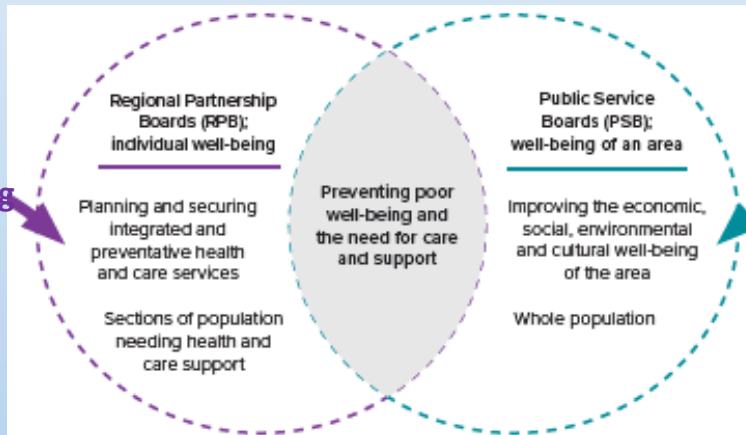 Regional Partnership
Boards (RPB);
individual well-being
Planning and securing
integrated and
preventative health
and care services
Sections of population
needing health and
care support
Preventing poor
well-being and
the need for care
and support
Public Service
Boards (PSB);
well-being of an area
Improving the economic,
social, environmental
and cultural well-being
of the area
Whole population